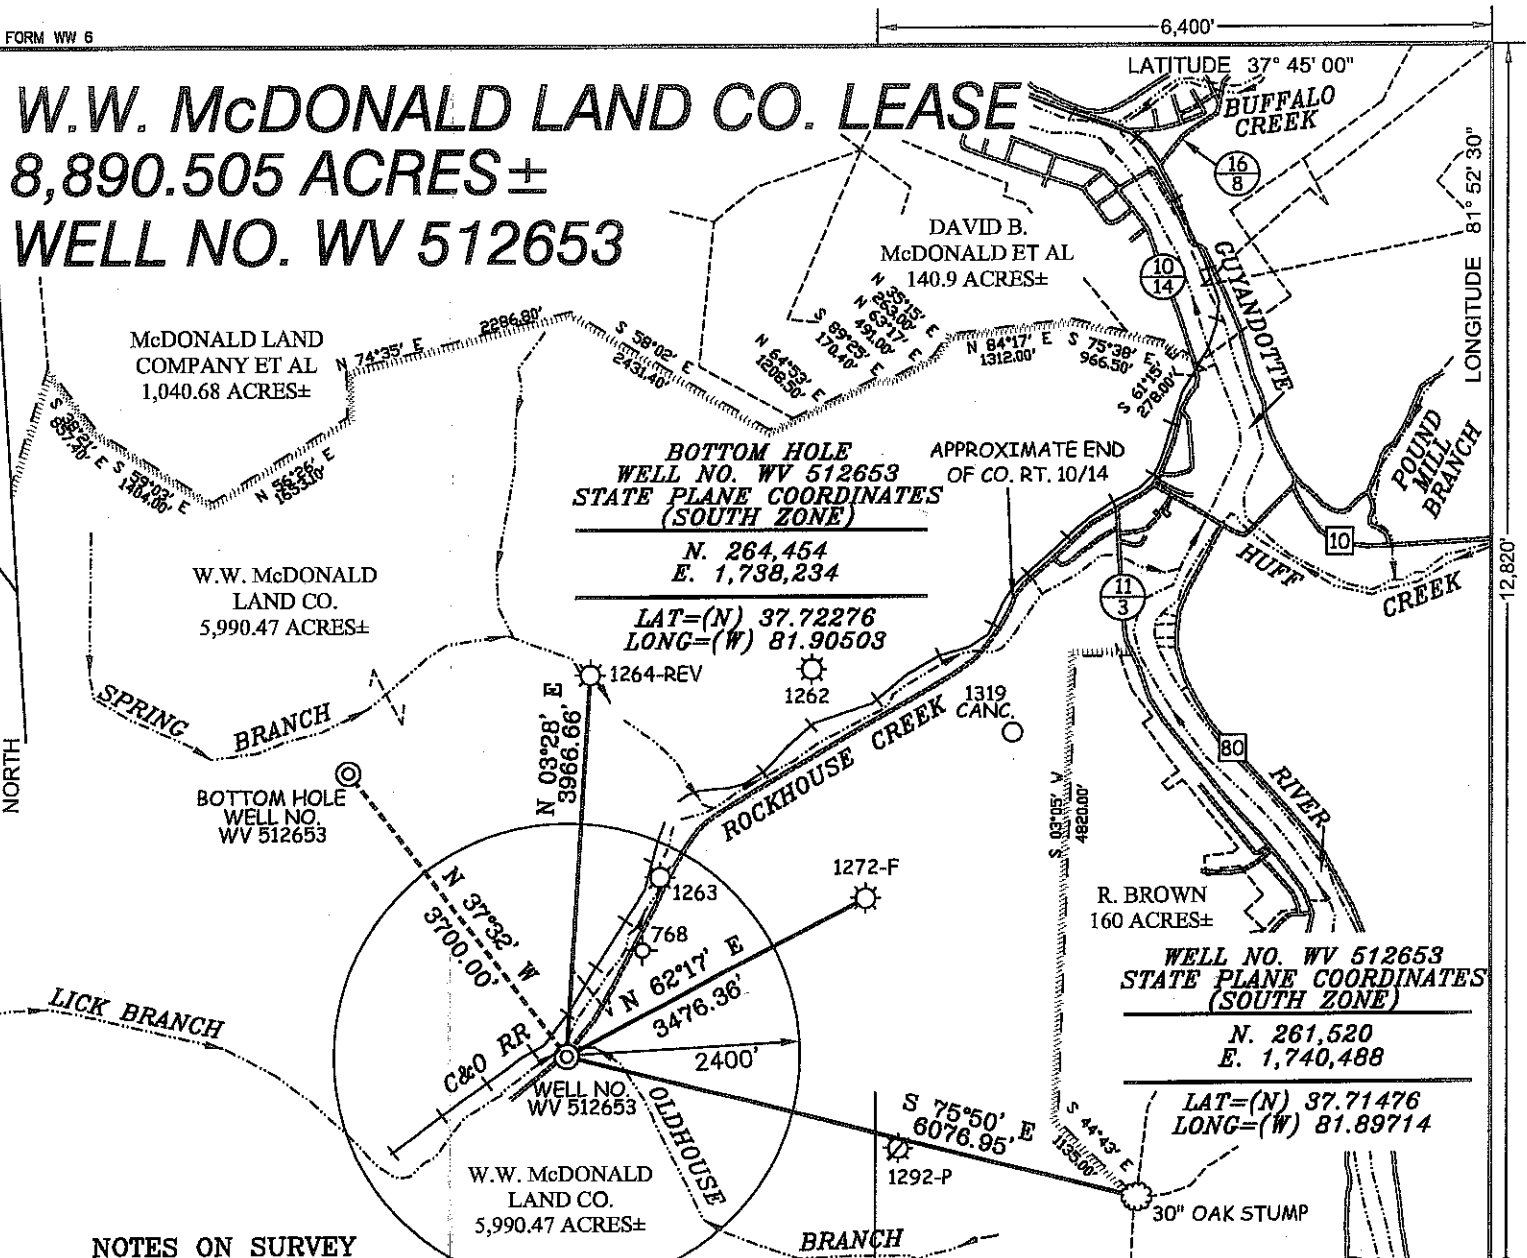 FORM WW 6
6,400'
LATITUDE 37° 45' 00"
W.W. McDONALD LAND CO. LEASE
8,890.505 ACRES±
WELL NO. WV 512653
BUFFALO
CREEK
16
8
LONGITUDE 81° 52' 30"
12,820'
DAVID B.
McDONALD ET AL
140.9 ACRES±
10
14
GUYANDOTTE
McDONALD LAND
COMPANY ET AL
1,040.68 ACRES±
N 74°35' E
2286.80'
S 58°02' E
2431.40'
N 64°53' E
1208.50'
S 89°25' E
170.40'
N 63°17' E
491.00'
N 35°15' E
263.00'
N 84°17' E
1312.00'
S 75°38' E
966.50'
S 61°15' W
278.00'
S 38°21' E
857.40'
S 59°03' E
1404.00'
N 56°26' E
1653.10'
POUND
MILL
BRANCH
BOTTOM HOLE
WELL NO. WV 512653
STATE PLANE COORDINATES
(SOUTH ZONE)
N. 264,454
E. 1,738,234
LAT=(N) 37.72276
LONG=(W) 81.90503
APPROXIMATE END
OF CO. RT. 10/14
10
HUFF
CREEK
W.W. McDONALD
LAND CO.
5,990.47 ACRES±
11
3
1264-REV
1262
1319
CANC.
SPRING
BRANCH
NORTH
BOTTOM HOLE
WELL NO.
WV 512653
N 03°28' E
3966.66'
ROCKHOUSE CREEK
80
RIVER
S 03°05' W
4820.00'
1263
1272-F
768
R. BROWN
160 ACRES±
N 37°32' W
3700.00'
N 62°17' E
3476.36'
WELL NO. WV 512653
STATE PLANE COORDINATES
(SOUTH ZONE)
N. 261,520
E. 1,740,488
LAT=(N) 37.71476
LONG=(W) 81.89714
LICK BRANCH
C&O RR
2400'
WELL NO.
WV 512653
OLDHOUSE
BRANCH
S 75°50' E
6076.95'
S 44°43' E
1135.00'
1292-P
30" OAK STUMP
W.W. McDONALD
LAND CO.
5,990.47 ACRES±
NOTES ON SURVEY